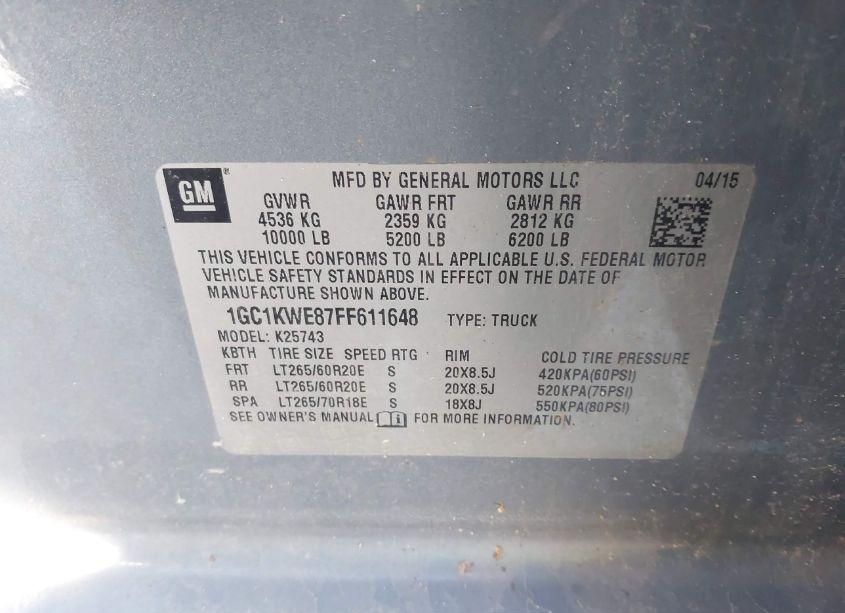 GM ® MFD BY GENERAL MOTORS LLC 04/15
GVWR GAWR FRT GAWR RR
4536 KG 2359 KG 2812 KG
10000 LB 5200 LB 6200 LB
THIS VEHICLE CONFORMS TO ALL APPLICABLE U.S. FEDERAL MOTOR
VEHICLE SAFETY STANDARDS IN EFFECT ON THE DATE OF
MANUFACTURE SHOWN ABOVE.
1GC1KWE87FF611648 TYPE: TRUCK
MODEL: K25743
KBTH TIRE SIZE SPEED RTG RIM COLD TIRE PRESSURE
FRT LT265/60R20E S 20X8.5J 420KPA(60PSI)
RR LT265/60R20E S 20X8.5J 520KPA(75PSI)
SPA LT265/70R18E S 18X8J 550KPA(80PSI)
SEE OWNER'S MANUAL FOR MORE INFORMATION.